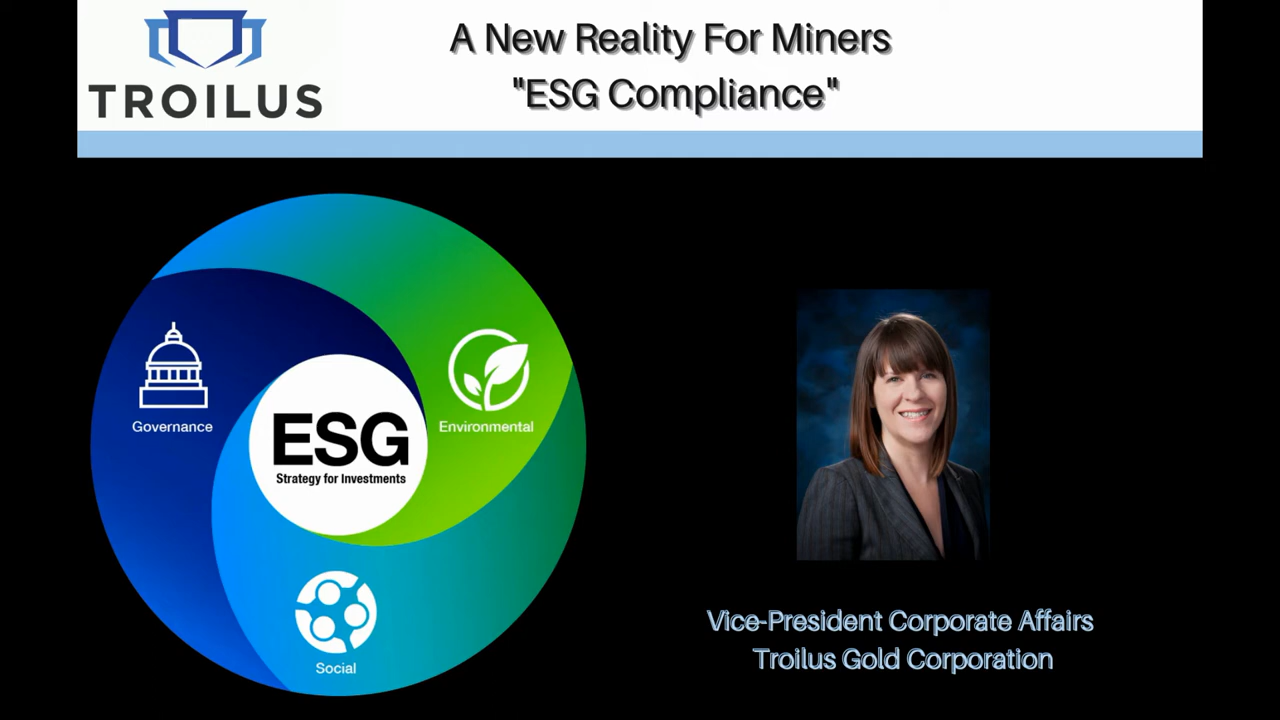 TROILUS
A New Reality For Miners
"ESG Compliance"
Governance
Environmental
ESG
Strategy for Investments
Social
Vice-President Corporate Affairs
Troilus Gold Corporation